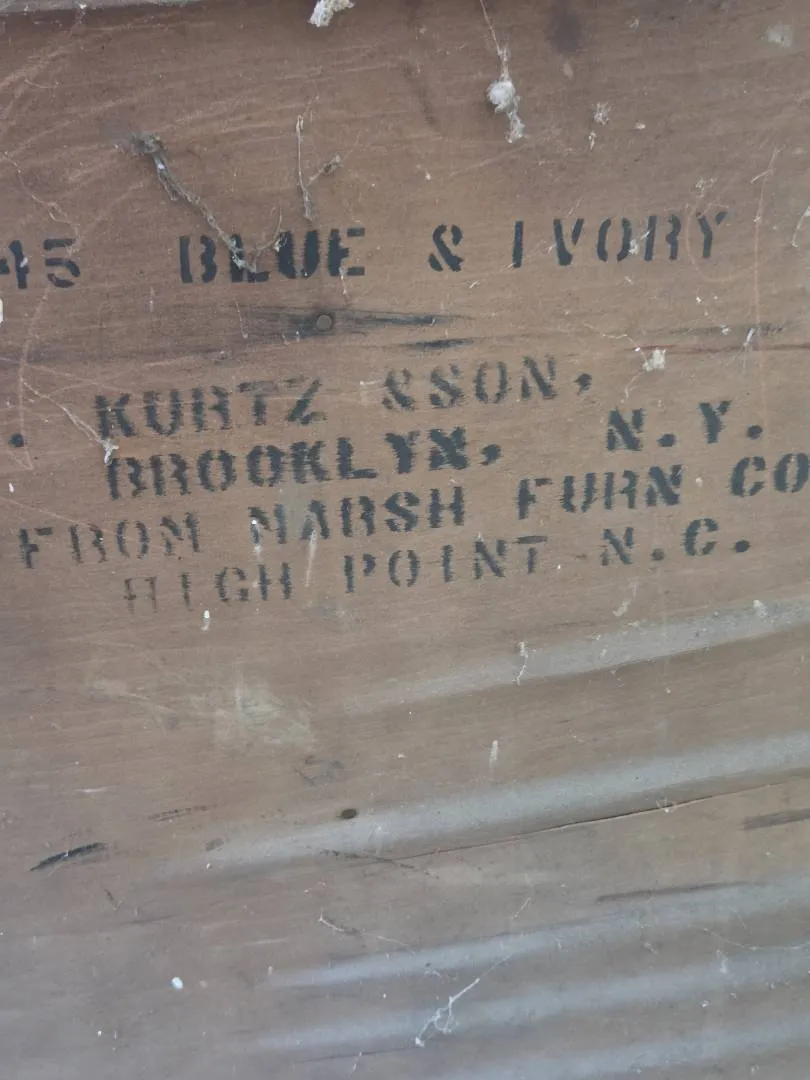 45 BLUE & IVORY
. KURTZ &SON,
BROOKLYN, N.Y.
FROM MARSH FURN CO
HIGH POINT N.C.